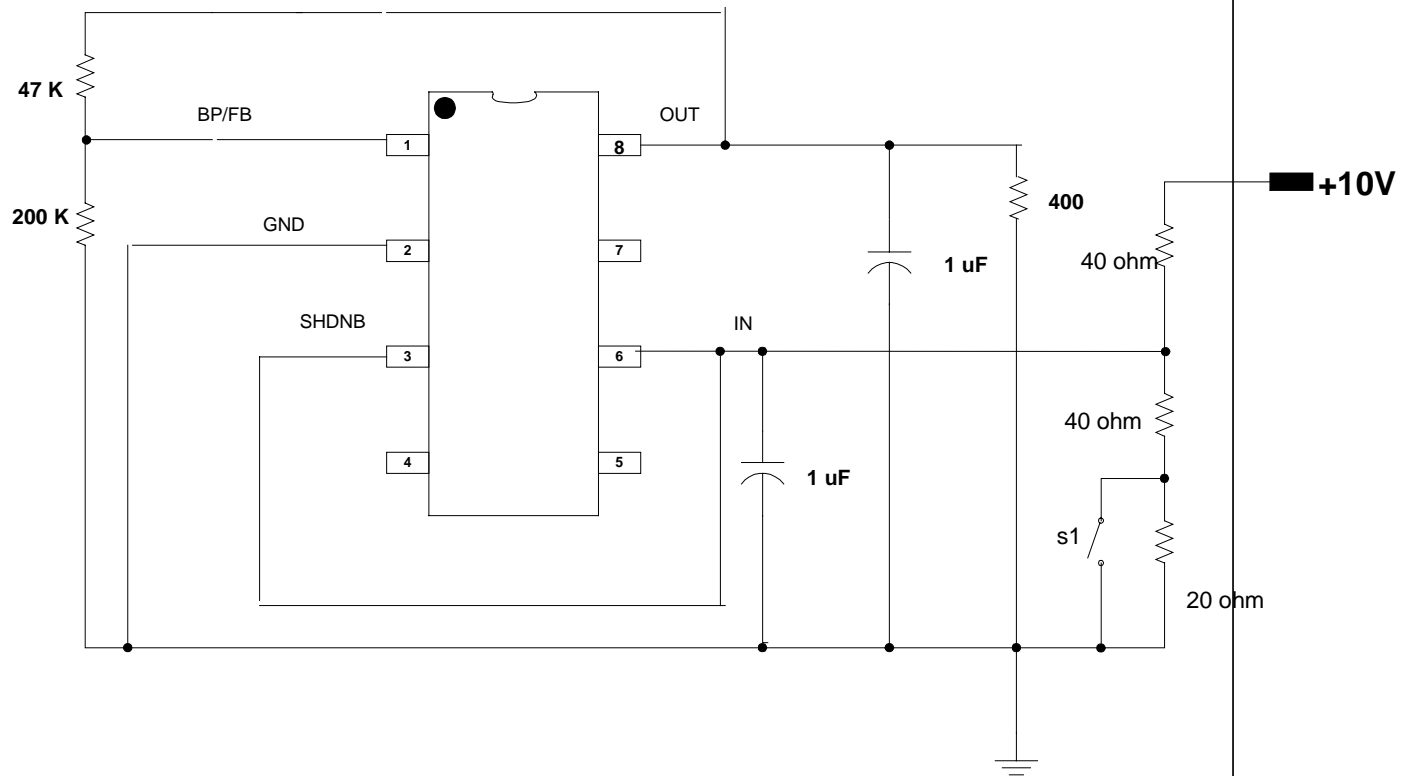 47 K
BP/FB
OUT
1
8
+10V
200 K
GND
400
2
7
1 uF
40 ohm
SHDNB
IN
3
6
40 ohm
4
5
1 uF
s1
20 ohm